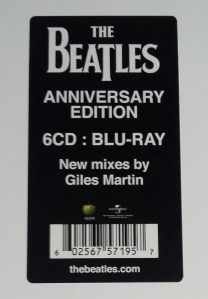 THE
BEATLES
ANNIVERSARY
EDITION
6CD : BLU-RAY
New mixes by
Giles Martin
6 02567 57195 7
thebeatles.com